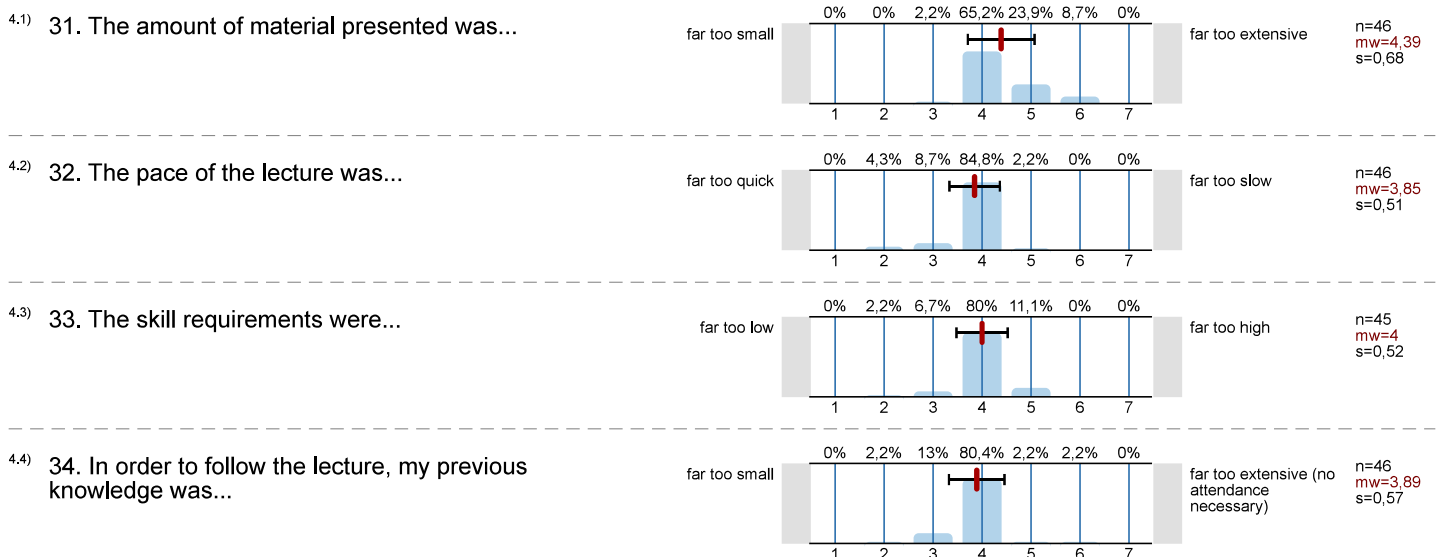 4.1) 31. The amount of material presented was...
0% 0% 2,2% 65,2% 23,9% 8,7% 0%
far too small
far too extensive
n=46
mw=4,39
s=0,68
1 2 3 4 5 6 7
4.2) 32. The pace of the lecture was...
0% 4,3% 8,7% 84,8% 2,2% 0% 0%
far too quick
far too slow
n=46
mw=3,85
s=0,51
1 2 3 4 5 6 7
4.3) 33. The skill requirements were...
0% 2,2% 6,7% 80% 11,1% 0% 0%
far too low
far too high
n=45
mw=4
s=0,52
1 2 3 4 5 6 7
4.4) 34. In order to follow the lecture, my previous
knowledge was...
0% 2,2% 13% 80,4% 2,2% 2,2% 0%
far too small
far too extensive (no
attendance
necessary)
n=46
mw=3,89
s=0,57
1 2 3 4 5 6 7